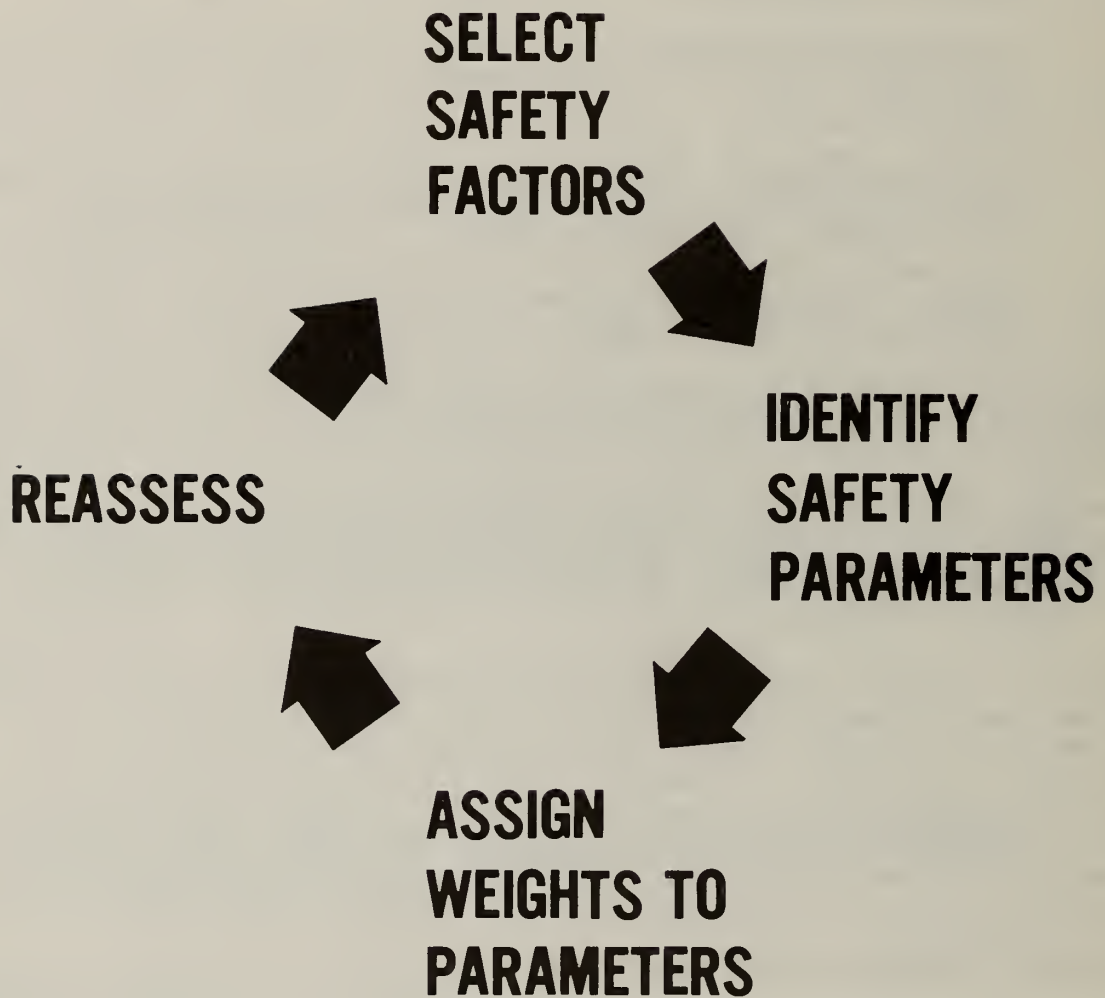 SELECT
SAFETY
FACTORS
IDENTIFY
SAFETY
PARAMETERS
ASSIGN
WEIGHTS TO
PARAMETERS
REASSESS